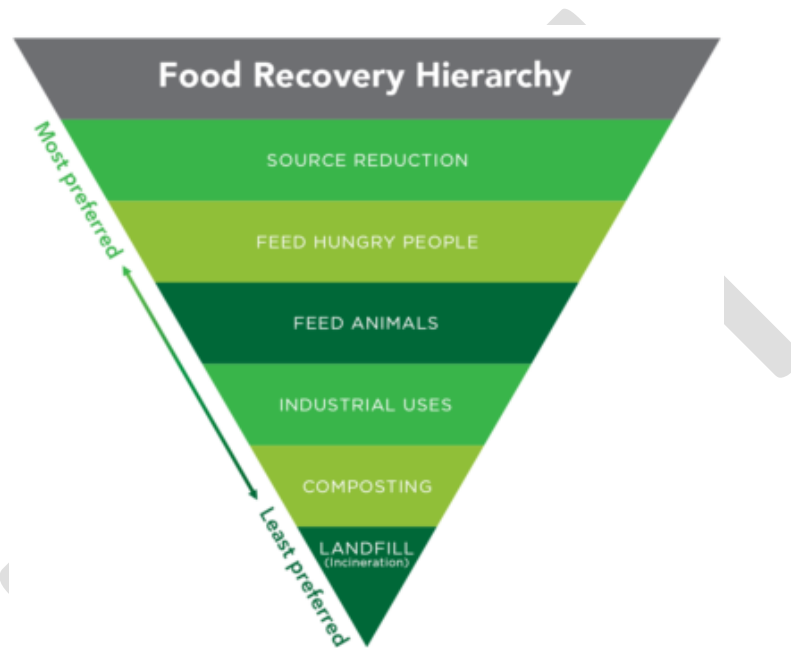 Food Recovery Hierarchy
Most preferred
SOURCE REDUCTION
FEED HUNGRY PEOPLE
FEED ANIMALS
INDUSTRIAL USES
COMPOSTING
LANDFILL
(Incineration)
Least preferred